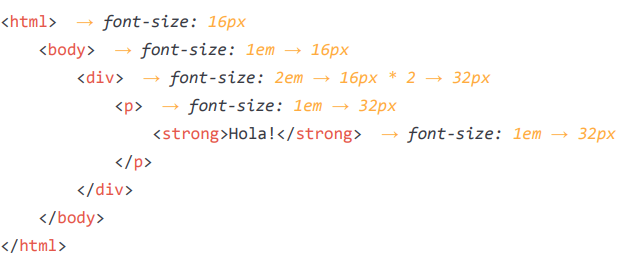 <html> → font-size: 16px
<body> → font-size: 1em → 16px
<div> → font-size: 2em → 16px * 2 → 32px
<p> → font-size: 1em → 32px
<strong>Hola!</strong> → font-size: 1em → 32px
</p>
</div>
</body>
</html>